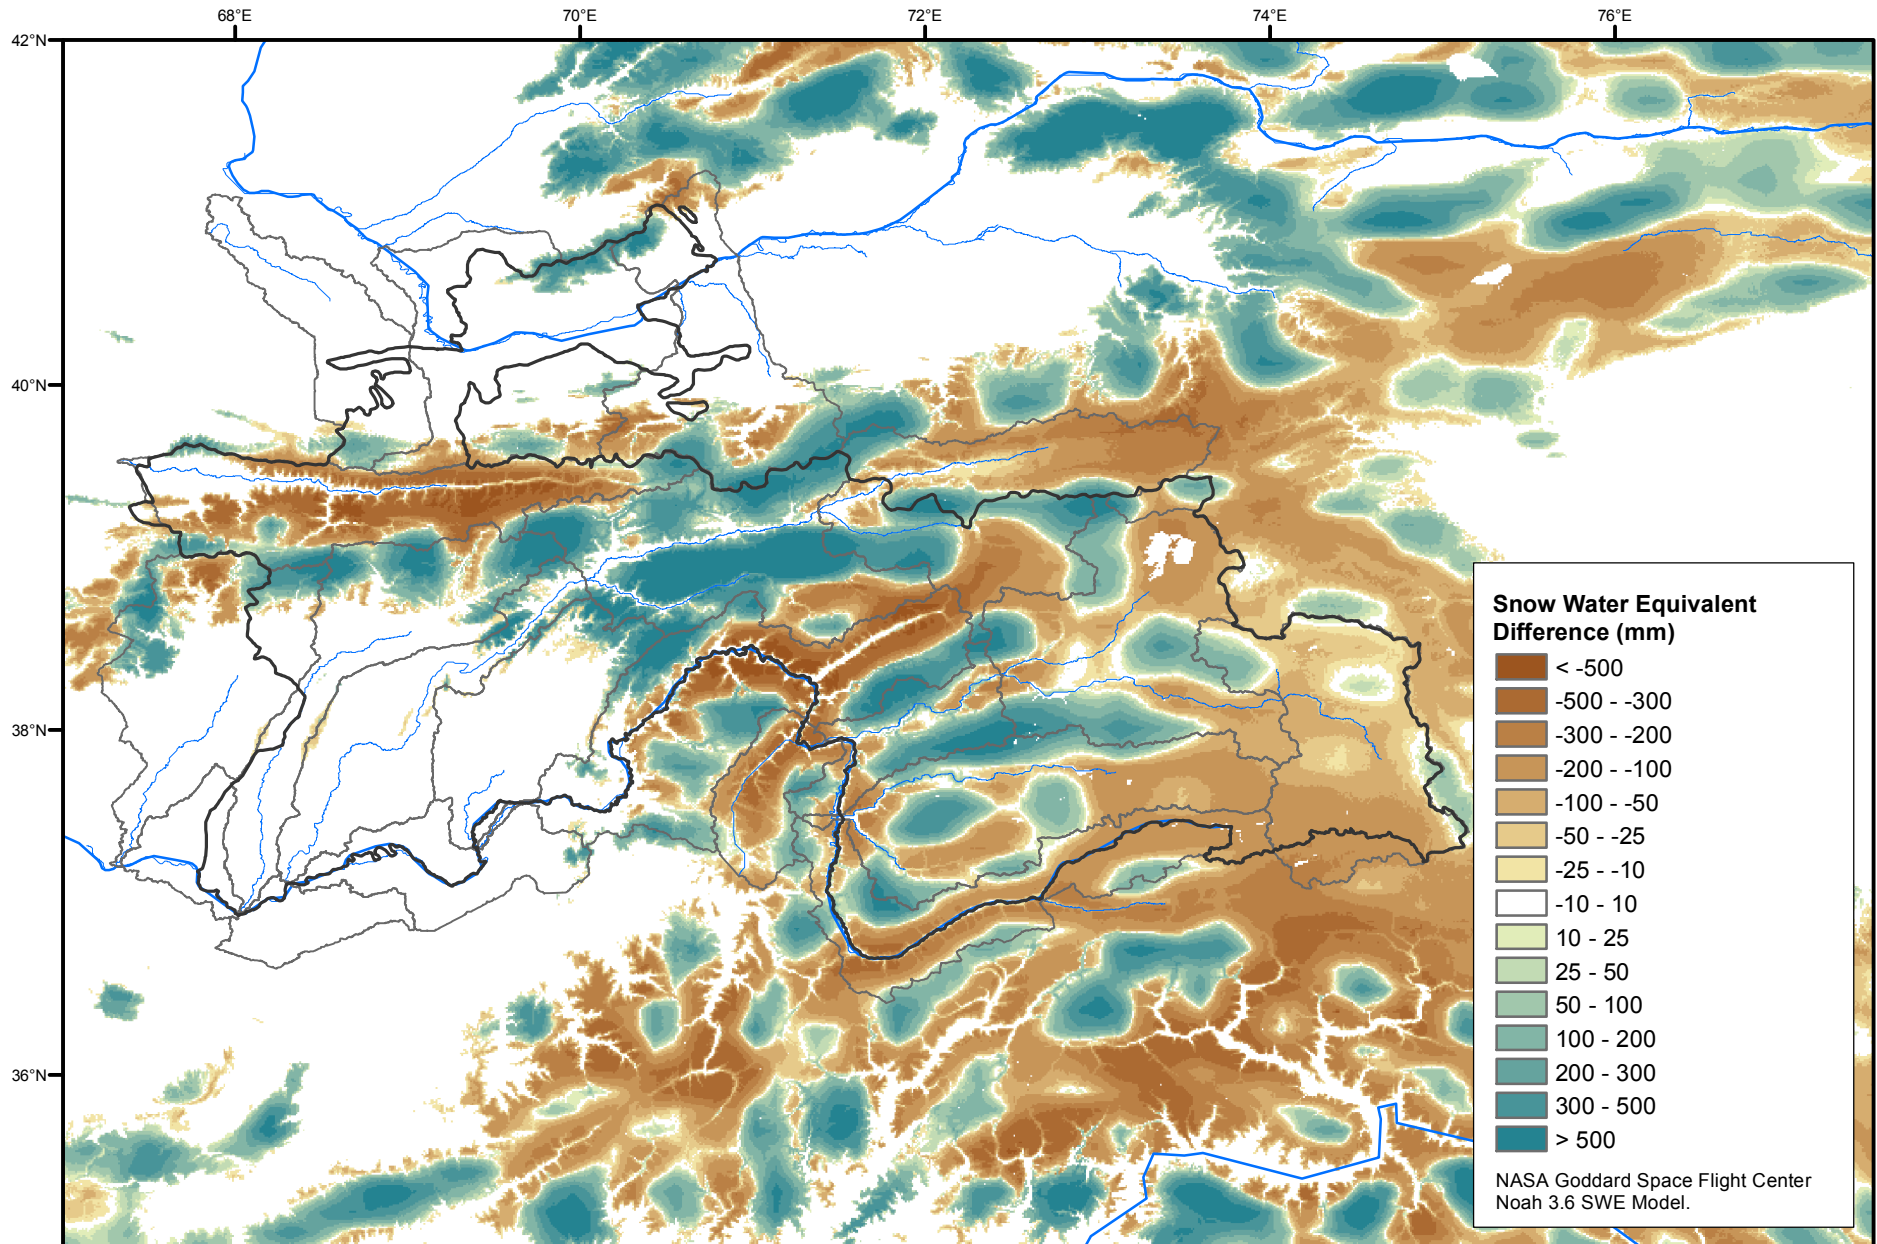 68°E
70°E
72°E
74°E
76°E
42°N
40°N
38°N
36°N
Snow Water Equivalent
Difference (mm)
< -500
-500 - -300
-300 - -200
-200 - -100
-100 - -50
-50 - -25
-25 - -10
-10 - 10
10 - 25
25 - 50
50 - 100
100 - 200
200 - 300
300 - 500
> 500
NASA Goddard Space Flight Center
Noah 3.6 SWE Model.